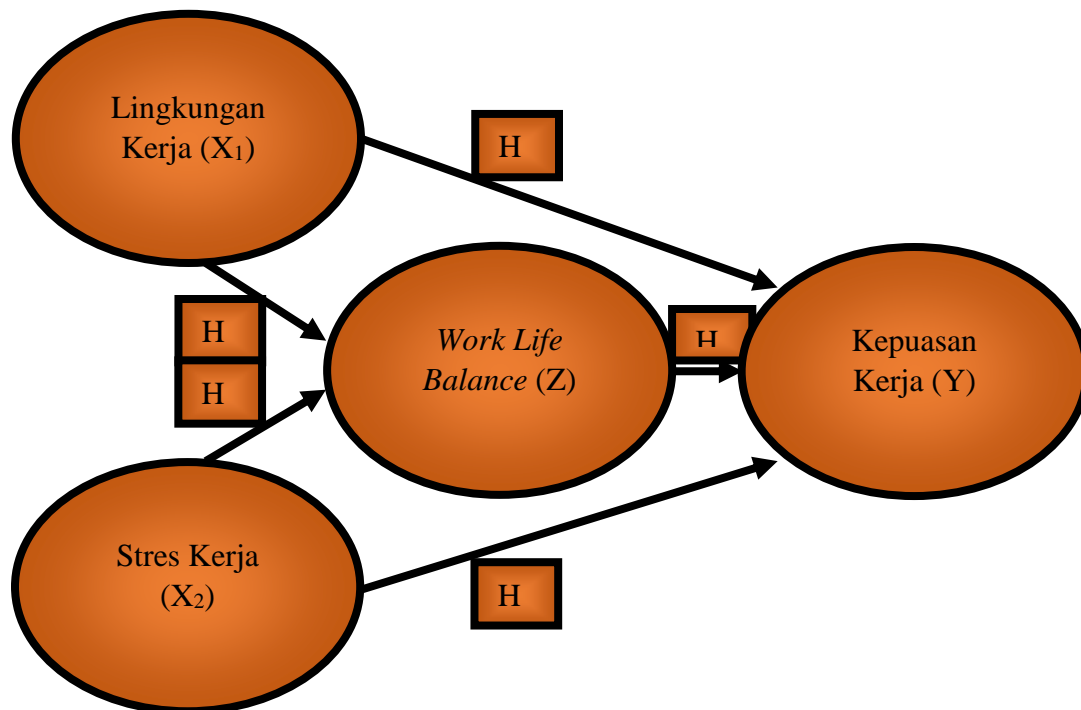 Lingkungan
Kerja (X₁)
H
H
H
Work Life
Balance (Z)
H
Kepuasan
Kerja (Y)
Stres Kerja
(X₂)
H